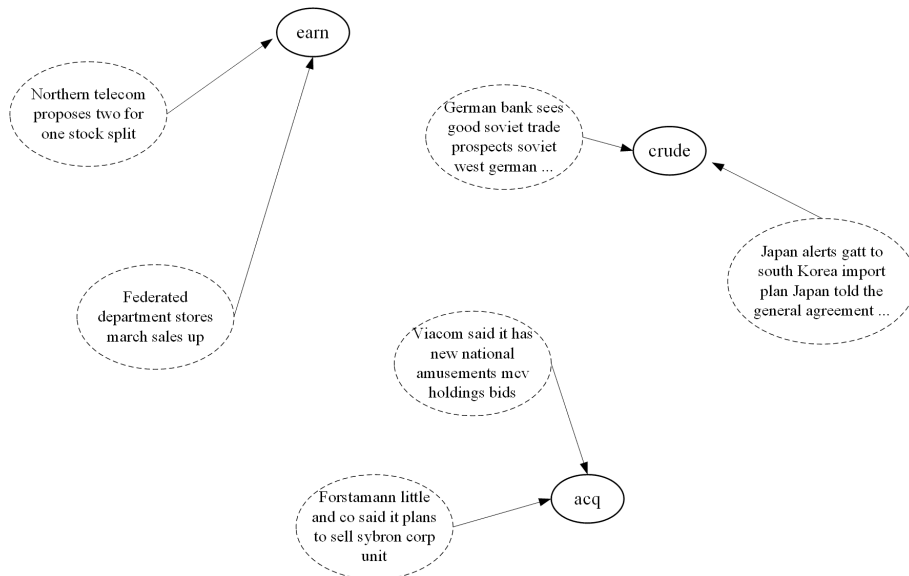 earn
Northern telecom
proposes two for
one stock split
German bank sees
good soviet trade
prospects soviet
west german ...
crude
Japan alerts gatt to
south Korea import
plan Japan told the
general agreement ...
Federated
department stores
march sales up
Viacom said it has
new national
amusements mcv
holdings bids
Forstamann little
and co said it plans
to sell sybron corp
unit
acq